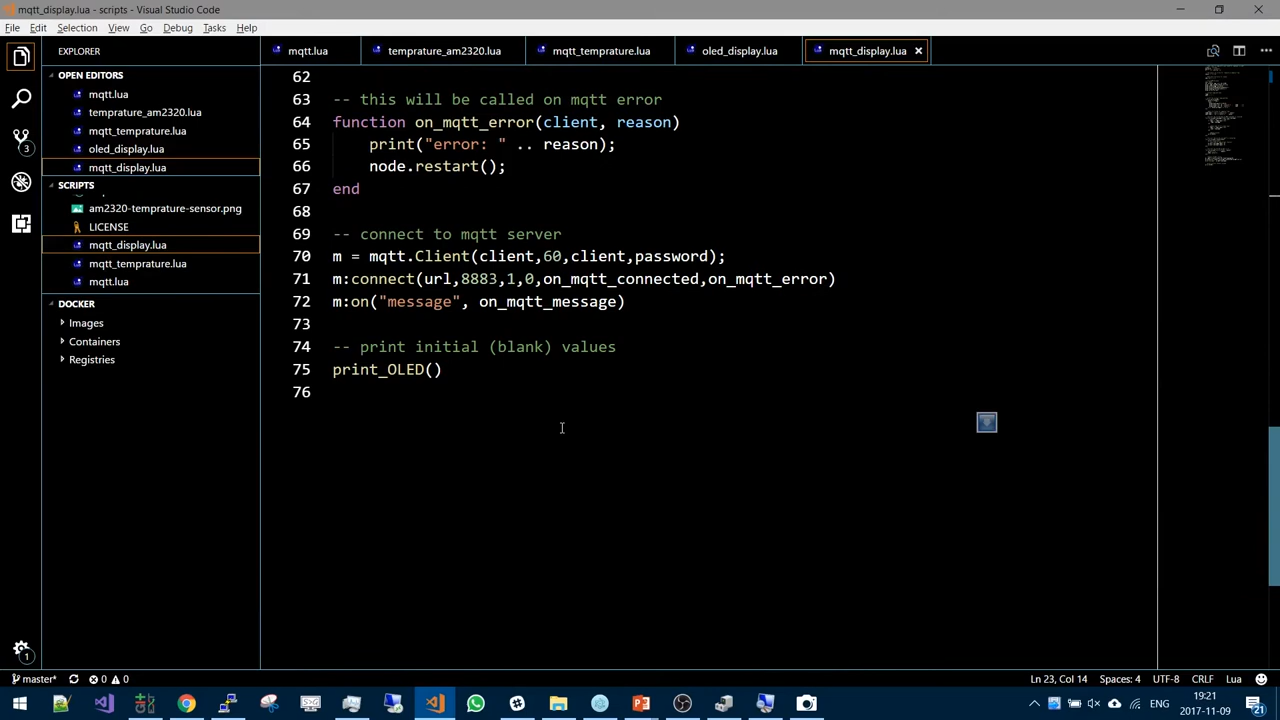 mqtt_display.lua - scripts - Visual Studio Code
File Edit Selection View Go Debug Tasks Help
EXPLORER
OPEN EDITORS
mqtt.lua
temprature_am2320.lua
mqtt_temprature.lua
oled_display.lua
mqtt_display.lua
SCRIPTS
am2320-temprature-sensor.png
LICENSE
mqtt_display.lua
mqtt_temprature.lua
mqtt.lua
DOCKER
Images
Containers
Registries
3
1
mqtt.lua temprature_am2320.lua mqtt_temprature.lua oled_display.lua mqtt_display.lua
62
63 -- this will be called on mqtt error
64 function on_mqtt_error(client, reason)
65 print("error: " .. reason);
66 node.restart();
67 end
68
69 -- connect to mqtt server
70 m = mqtt.Client(client,60,client,password);
71 m:connect(url,8883,1,0,on_mqtt_connected,on_mqtt_error)
72 m:on("message", on_mqtt_message)
73
74 -- print initial (blank) values
75 print_OLED()
76
master* 0 0 Ln 23, Col 14 Spaces: 4 UTF-8 CRLF Lua
ENG 19:21
2017-11-09 21